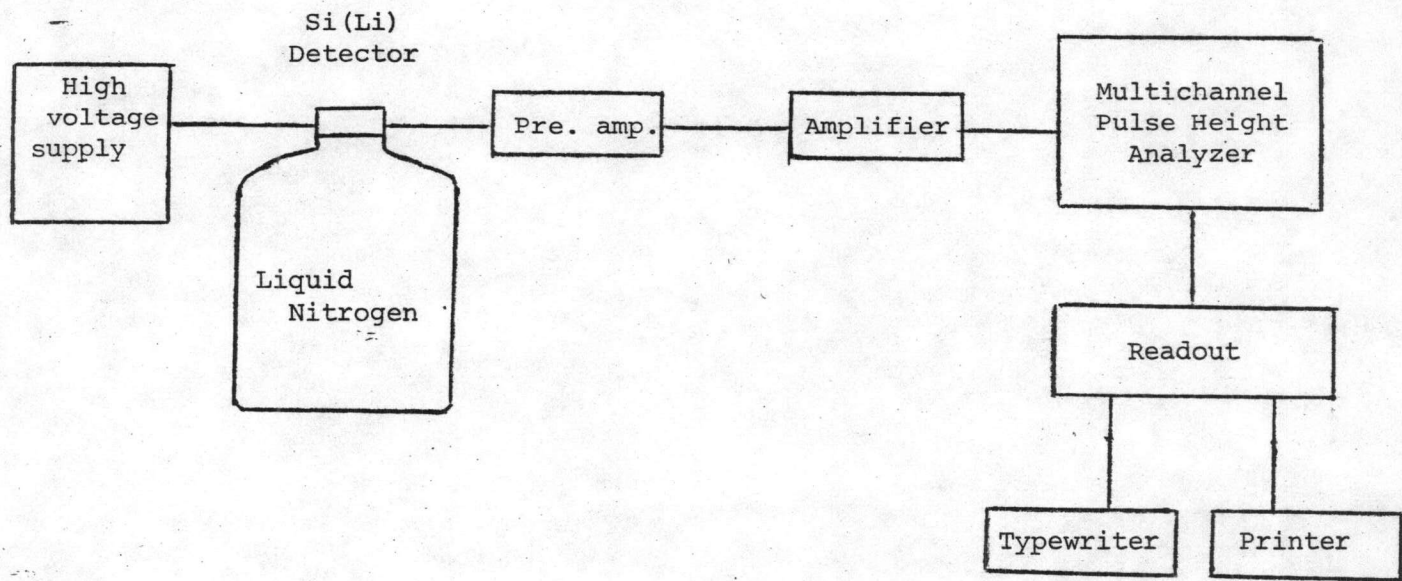 Si(Li)
Detector
High
voltage
supply
Pre. amp.
Amplifier
Multichannel
Pulse Height
Analyzer
Liquid
Nitrogen
Readout
Typewriter
Printer